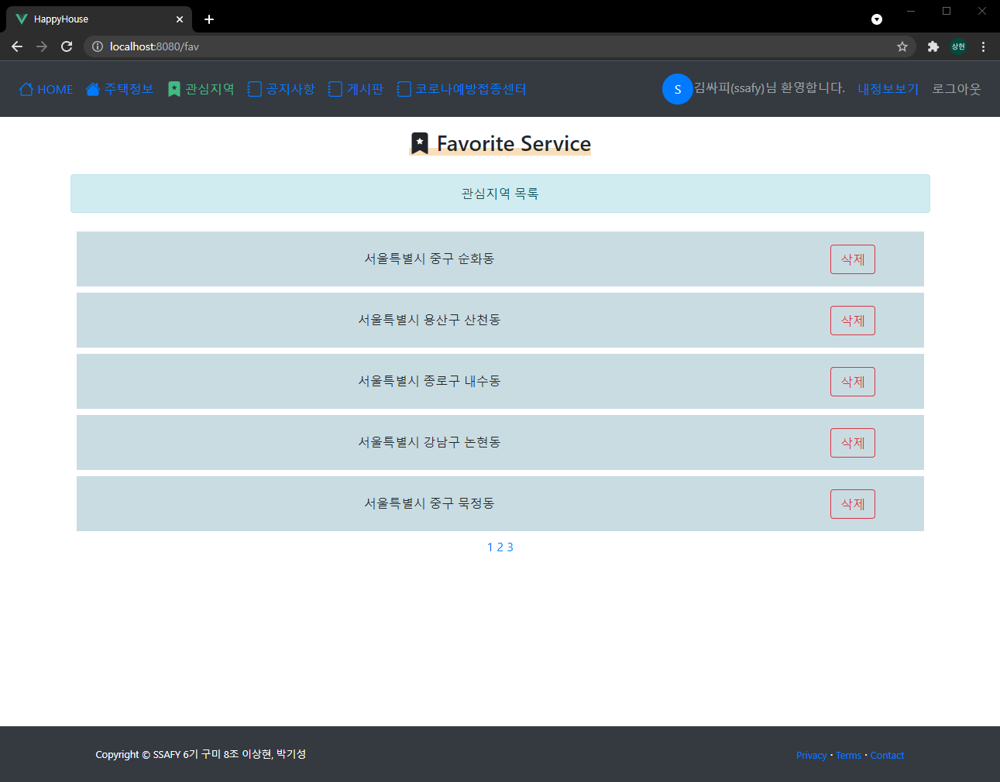 HappyHouse
localhost:8080/fav
상현
HOME 주택정보 관심지역 공지사항 게시판 코로나예방접종센터 S 김싸피(ssafy)님 환영합니다. 내정보보기 로그아웃
Favorite Service
관심지역 목록
서울특별시 중구 순화동 삭제
서울특별시 용산구 산천동 삭제
서울특별시 종로구 내수동 삭제
서울특별시 강남구 논현동 삭제
서울특별시 중구 묵정동 삭제
1 2 3
Copyright © SSAFY 6기 구미 8조 이상현, 박기성 Privacy · Terms · Contact